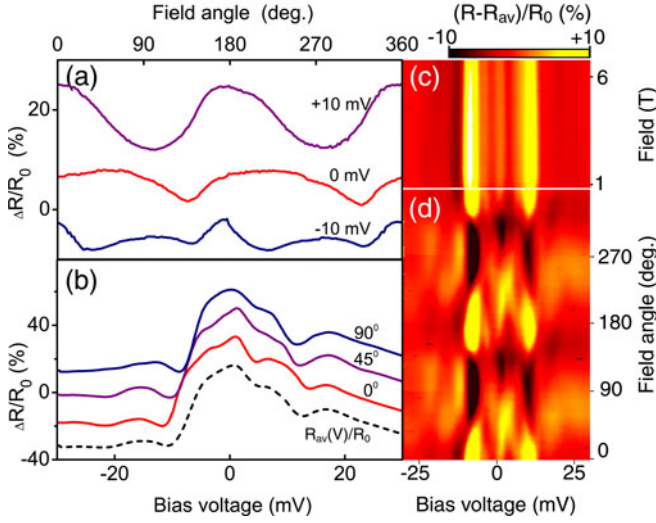 Field angle (deg.)
(R-Rav)/R0 (%)
0 90 180 270 360
-10 +10
(a)
+10 mV
0 mV
-10 mV
20
0
ΔR/R0 (%)
(b)
90⁰
45⁰
0⁰
Rav(V)/R0
40
0
-40
ΔR/R0 (%)
-20 0 20
Bias voltage (mV)
(c)
6
1
Field (T)
(d)
270
180
90
0
Field angle (deg.)
-25 0 25
Bias voltage (mV)